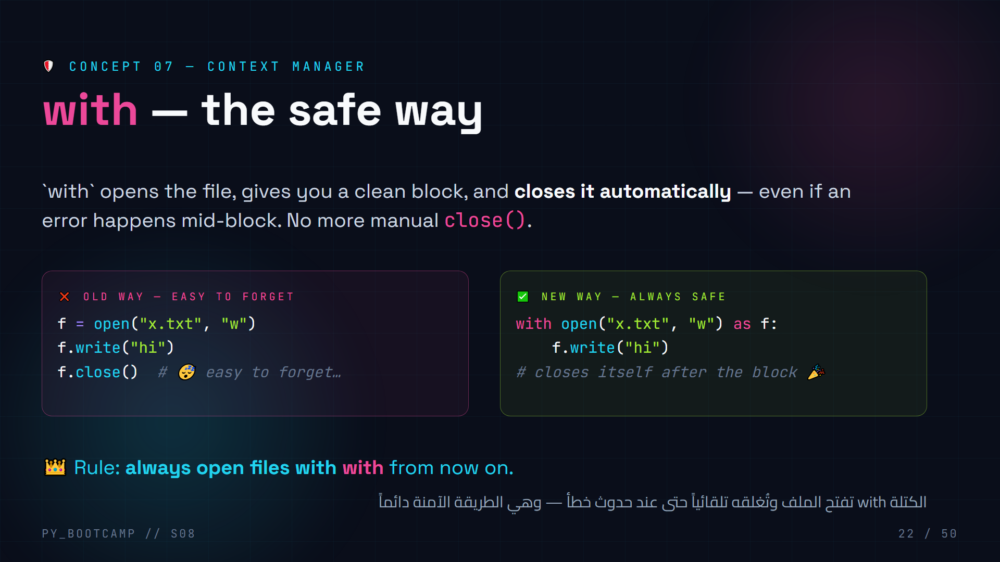 🛡️ CONCEPT 07 — CONTEXT MANAGER
with — the safe way
`with` opens the file, gives you a clean block, and closes it automatically — even if an
error happens mid-block. No more manual close().
❌ OLD WAY — EASY TO FORGET
f = open("x.txt", "w")
f.write("hi")
f.close()  # 😴 easy to forget…
✅ NEW WAY — ALWAYS SAFE
with open("x.txt", "w") as f:
    f.write("hi")
# closes itself after the block 🎉
👑 Rule: always open files with with from now on.
الكتلة with تفتح الملف وتُغلقه تلقائياً حتى عند حدوث خطأ — وهي الطريقة الآمنة دائماً
PY_BOOTCAMP // S08
22 / 50